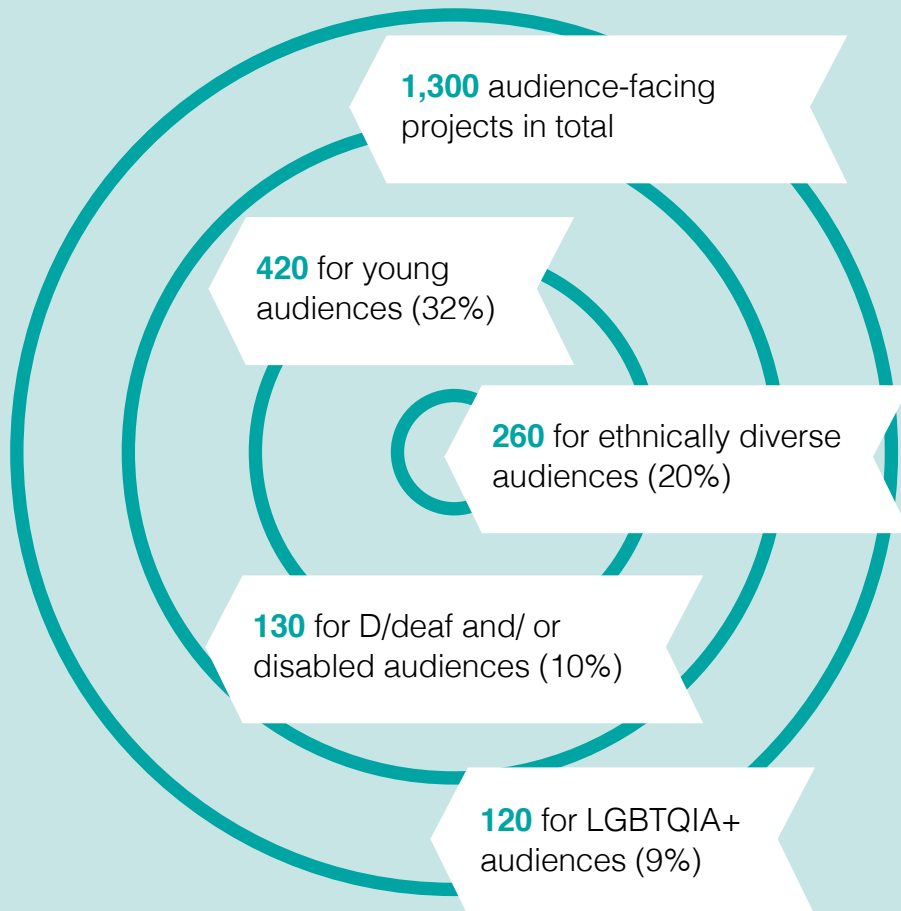 1,300 audience-facing
projects in total
420 for young
audiences (32%)
260 for ethnically diverse
audiences (20%)
130 for D/deaf and/ or
disabled audiences (10%)
120 for LGBTQIA+
audiences (9%)